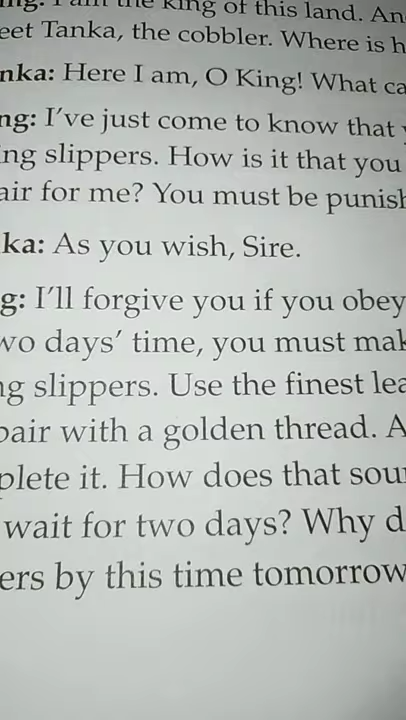 I am the king of this land. An
eet Tanka, the cobbler. Where is h
nka: Here I am, O King! What ca
ng: I've just come to know that
ng slippers. How is it that you
air for me? You must be punish
ka: As you wish, Sire.
g: I'll forgive you if you obey
wo days' time, you must mak
ng slippers. Use the finest lea
pair with a golden thread. A
plete it. How does that sou
wait for two days? Why d
ers by this time tomorrow